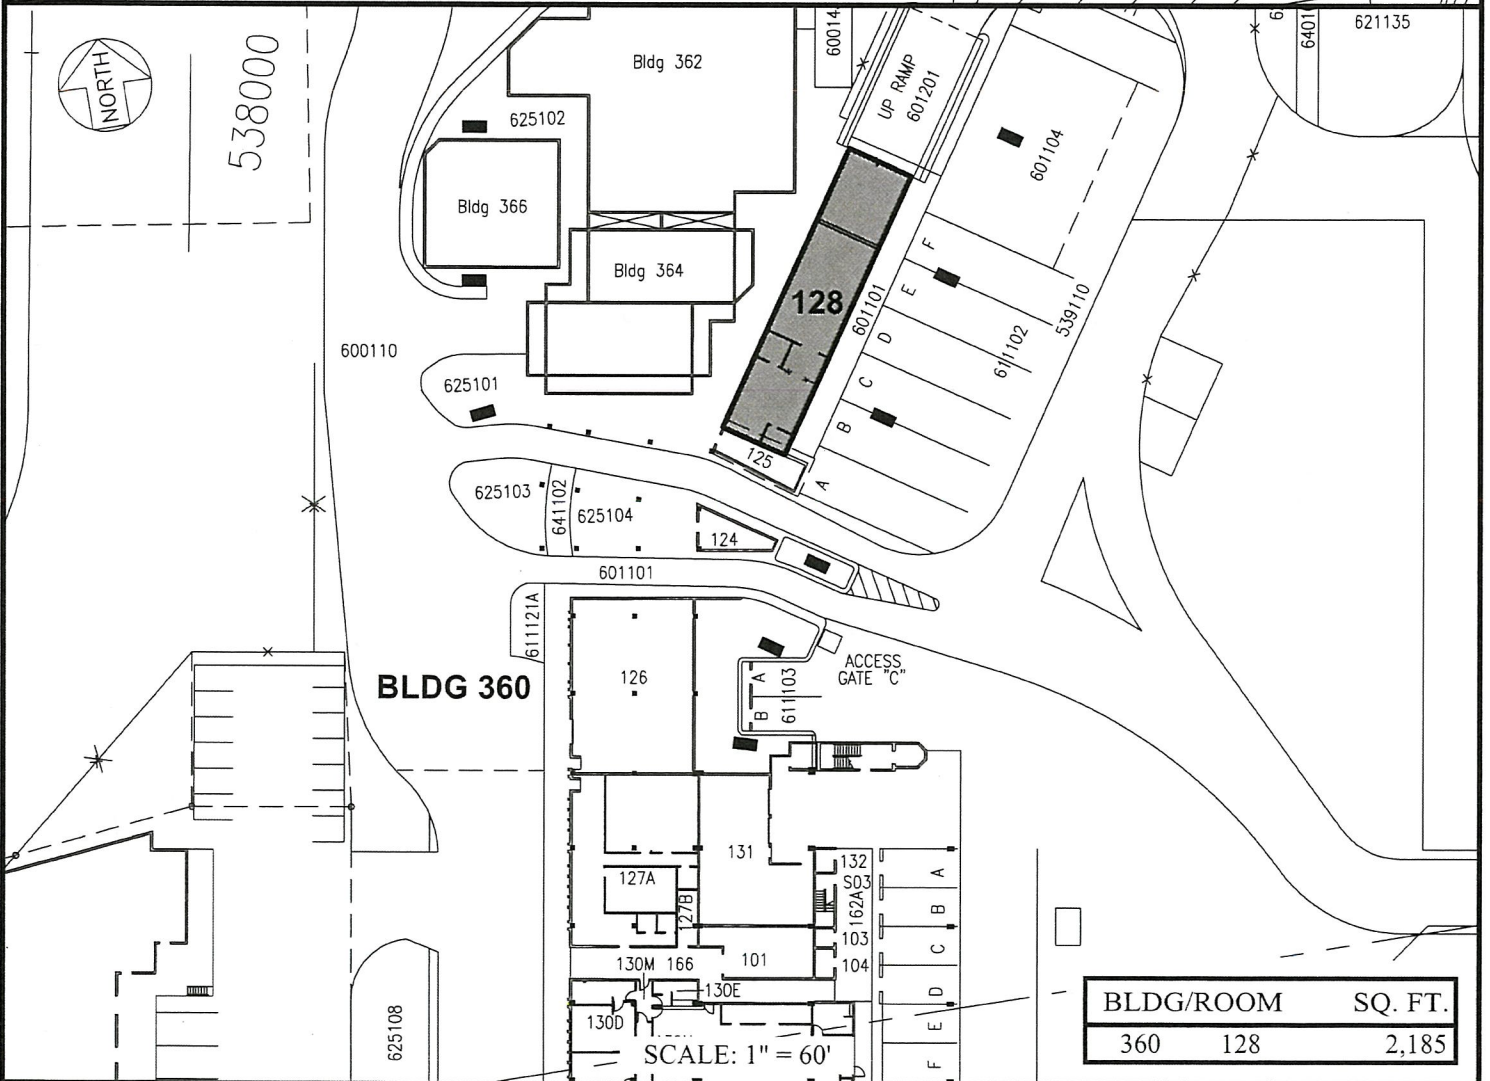 621135
6401
60014
Bldg 362
NORTH
538000
UP RAMP
601201
625102
601104
Bldg 366
F
Bldg 364
E
128
601101
539110
D
611102
600110
C
625101
B
125
A
625103
641102
625104
124
601101
611121A
ACCESS
GATE "C"
126
A
B
611103
BLDG 360
131
132
127A
S03
A
127B
162A
B
103
C
130M 166
101
104
130E
D
130D
E
625108
F
SCALE: 1" = 60'
BLDG/ROOM SQ. FT.
360 128 2,185